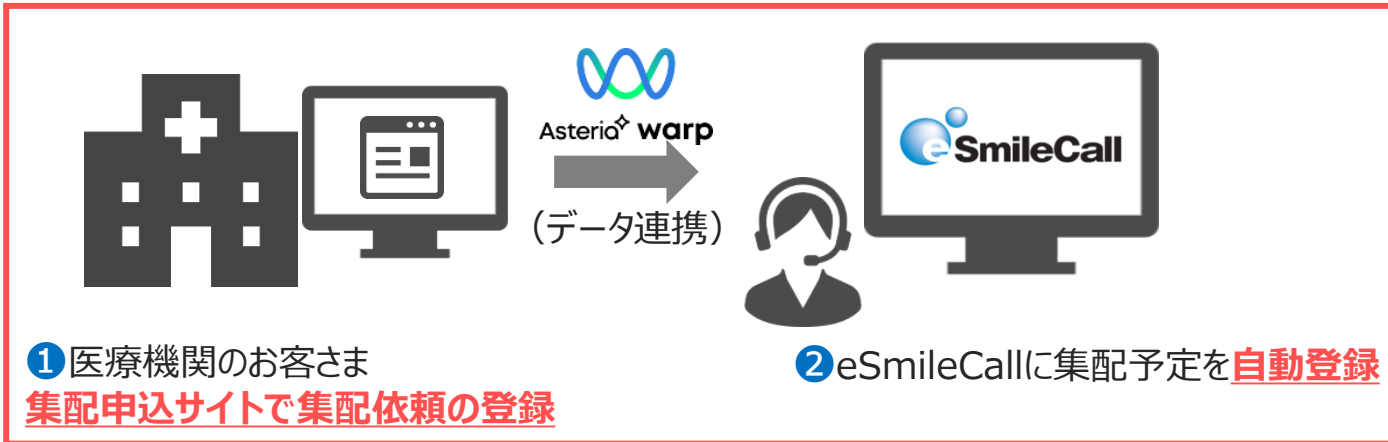 Asteria warp
(データ連携)
eSmileCall
❶医療機関のお客さま
集配申込サイトで集配依頼の登録
❷eSmileCallに集配予定を自動登録